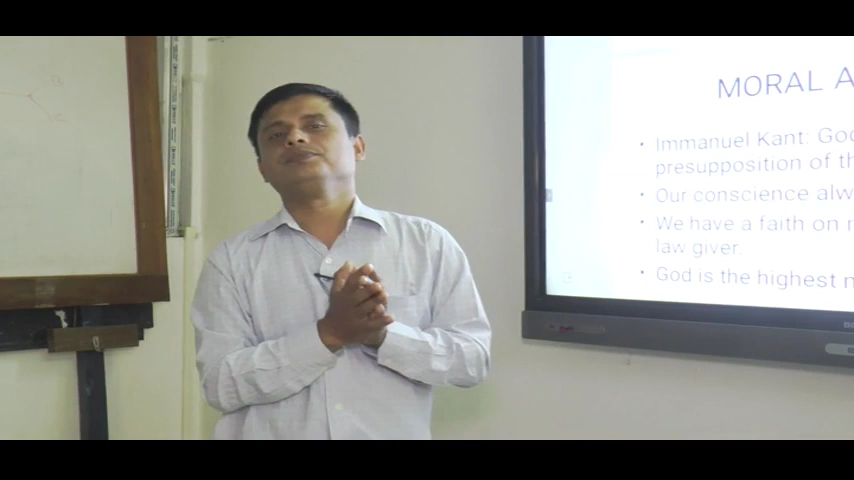 MORAL A
• Immanuel Kant: God
presupposition of th
• Our conscience alw
• We have a faith on
law giver.
• God is the highest